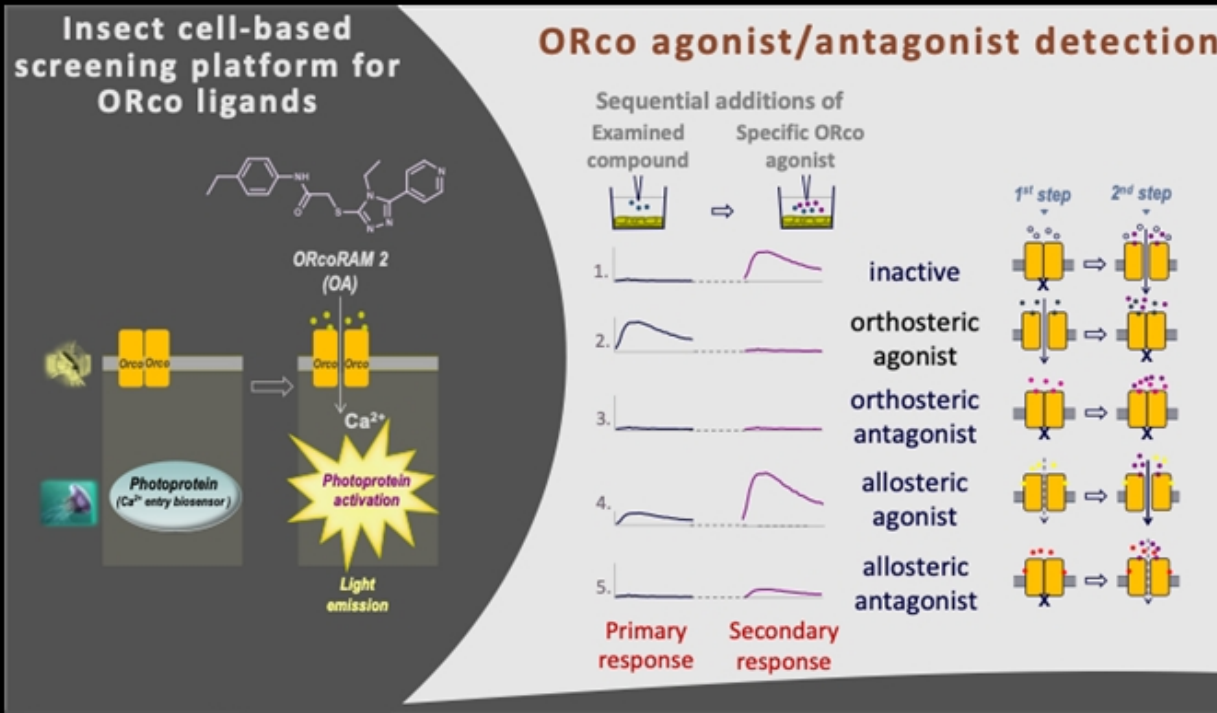 Insect cell-based
screening platform for
ORco ligands
NH
O
S
N
N
N
N
ORcoRAM 2
(OA)
Orco Orco
Orco Orco
Ca²⁺
Photoprotein
(Ca²⁺ entry biosensor)
Photoprotein
activation
Light
emission
ORco agonist/antagonist detection
Sequential additions of
Examined
compound
Specific ORco
agonist
1st step
2nd step
1.
inactive
X
2.
orthosteric
agonist
X
3.
orthosteric
antagonist
X
X
4.
allosteric
agonist
5.
allosteric
antagonist
X
Primary
response
Secondary
response